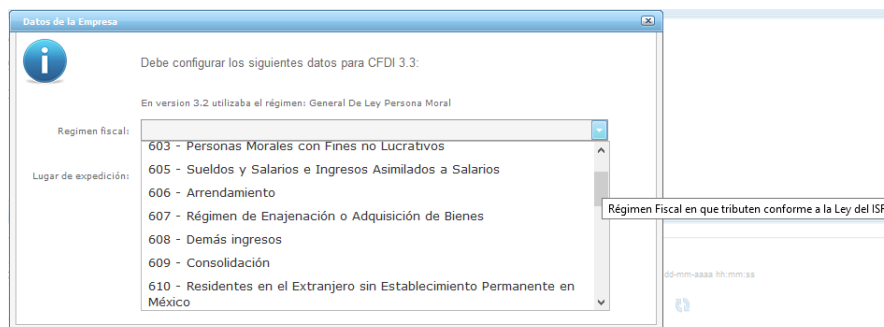 Datos de la Empresa
Debe configurar los siguientes datos para CFDI 3.3:
En version 3.2 utilizaba el régimen: General De Ley Persona Moral
Regimen fiscal:
603 - Personas Morales con Fines no Lucrativos
605 - Sueldos y Salarios e Ingresos Asimilados a Salarios
Lugar de expedición:
606 - Arrendamiento
607 - Régimen de Enajenación o Adquisición de Bienes
Régimen Fiscal en que tributen conforme a la Ley del ISR
608 - Demás ingresos
609 - Consolidación
610 - Residentes en el Extranjero sin Establecimiento Permanente en
México
dd-mm-aaaa hh:mm:ss